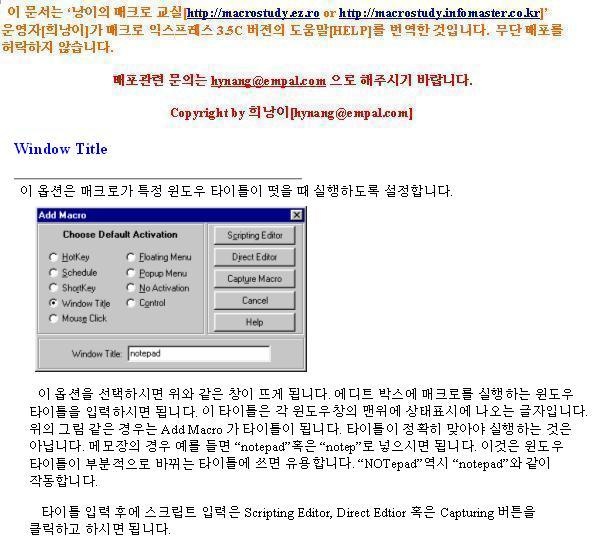 이 문서는 ‘낭이의 매크로 교실[http://macrostudy.ez.ro or http://macrostudy.infomaster.co.kr]’
운영자[희낭이]가 매크로 익스프레스 3.5C 버젼의 도움말[HELP]를 번역한 것입니다. 무단 배포를
허락하지 않습니다.
배포관련 문의는 hynang@empal.com 으로 해주시기 바랍니다.
Copyright by 희낭이[hynang@empal.com]
Window Title
이 옵션은 매크로가 특정 윈도우 타이틀이 떳을 때 실행하도록 설정합니다.
Add Macro
Choose Default Activation
HotKey
Floating Menu
Schedule
Popup Menu
ShortKey
No Activation
Window Title
Control
Mouse Click
Scripting Editor
Direct Editor
Capture Macro
Cancel
Help
Window Title: notepad
이 옵션을 선택하시면 위와 같은 창이 뜨게 됩니다. 에디트 박스에 매크로를 실행하는 윈도우
타이틀을 입력하시면 됩니다. 이 타이틀은 각 윈도우창의 맨위에 상태표시에 나오는 글자입니다.
위의 그림 같은 경우는 Add Macro 가 타이틀이 됩니다. 타이틀이 정확히 맞아야 실행하는 것은
아닙니다. 메모장의 경우 예를 들면 “notepad”혹은 “notep”로 넣으시면 됩니다. 이것은 윈도우
타이틀이 부분적으로 바뀌는 타이틀에 쓰면 유용합니다. “NOTepad”역시 “notepad”와 같이
작동합니다.
타이틀 입력 후에 스크립트 입력은 Scripting Editor, Direct Edtior 혹은 Capturing 버튼을
클릭하고 하시면 됩니다.